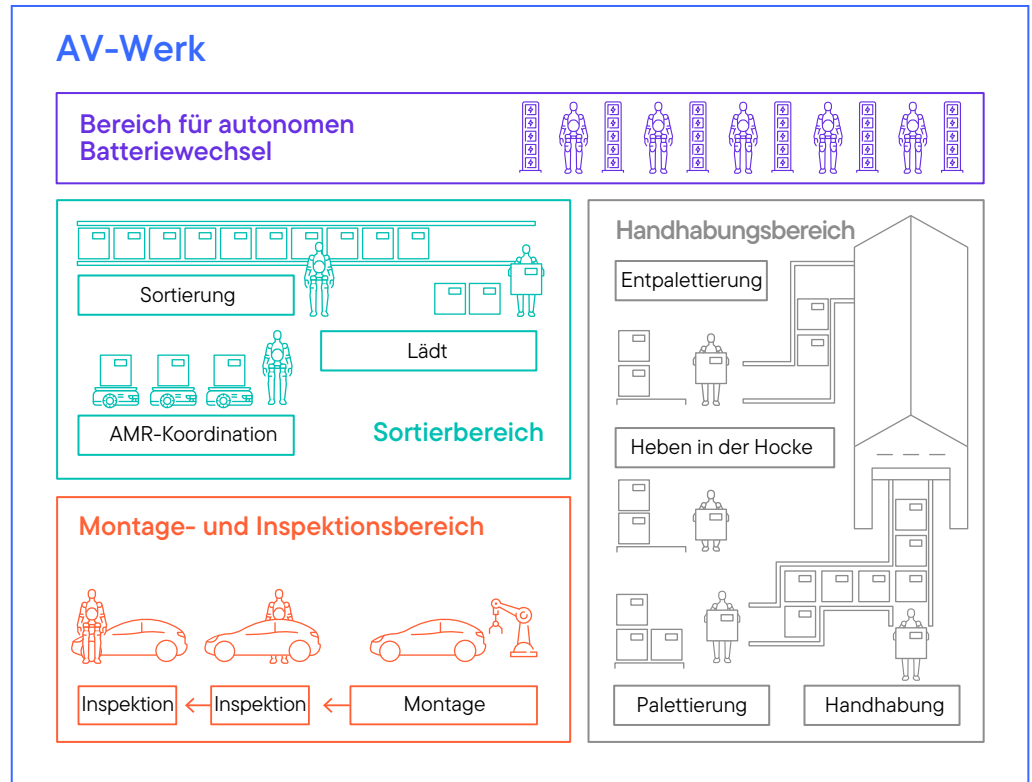 AV-Werk
Bereich für autonomen
Batteriewechsel
Sortierung
Lädt
AMR-Koordination
Sortierbereich
Handhabungsbereich
Entpalettierung
Heben in der Hocke
Palettierung
Handhabung
Montage- und Inspektionsbereich
Inspektion
Inspektion
Montage